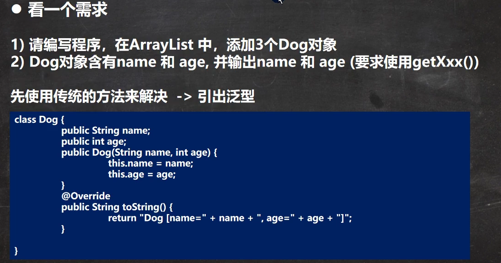 ● 看一个需求
1) 请编写程序，在ArrayList 中，添加3个Dog对象
2) Dog对象含有name 和 age, 并输出name 和 age (要求使用getXxx())
先使用传统的方法来解决 -> 引出泛型
class Dog {
public String name;
public int age;
public Dog(String name, int age) {
this.name = name;
this.age = age;
}
@Override
public String toString() {
return "Dog [name=" + name + ", age=" + age + "]";
}
}